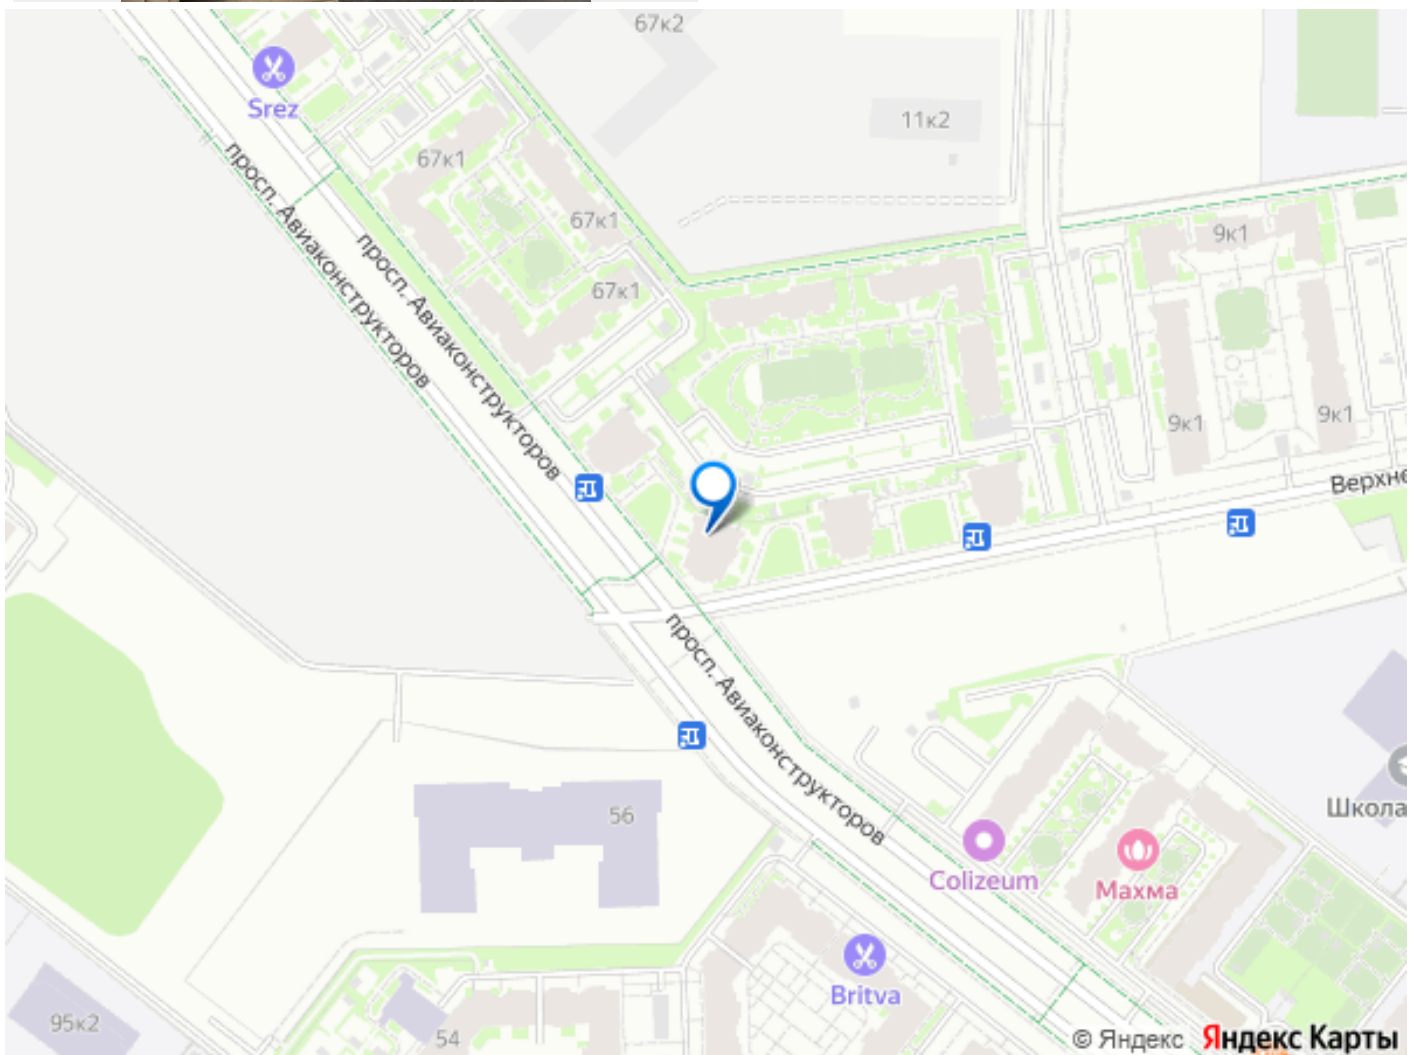 67к2
Srez
11к2
67к1
просп. Авиаконструкторов
67к1
9к1
просп. Авиаконструкторов
67к1
9к1
9к1
Верхне
просп. Авиаконструкторов
56
Школа
Colizeum
Махма
Britva
95к2
54
© Яндекс Яндекс Карты